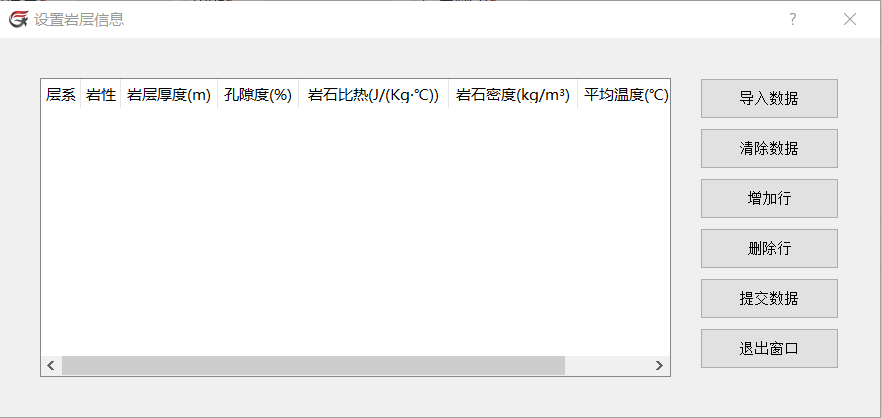 设置岩层信息
层系 岩性 岩层厚度(m) 孔隙度(%) 岩石比热(J/(Kg·℃)) 岩石密度(kg/m³) 平均温度(℃)
导入数据
清除数据
增加行
删除行
提交数据
退出窗口